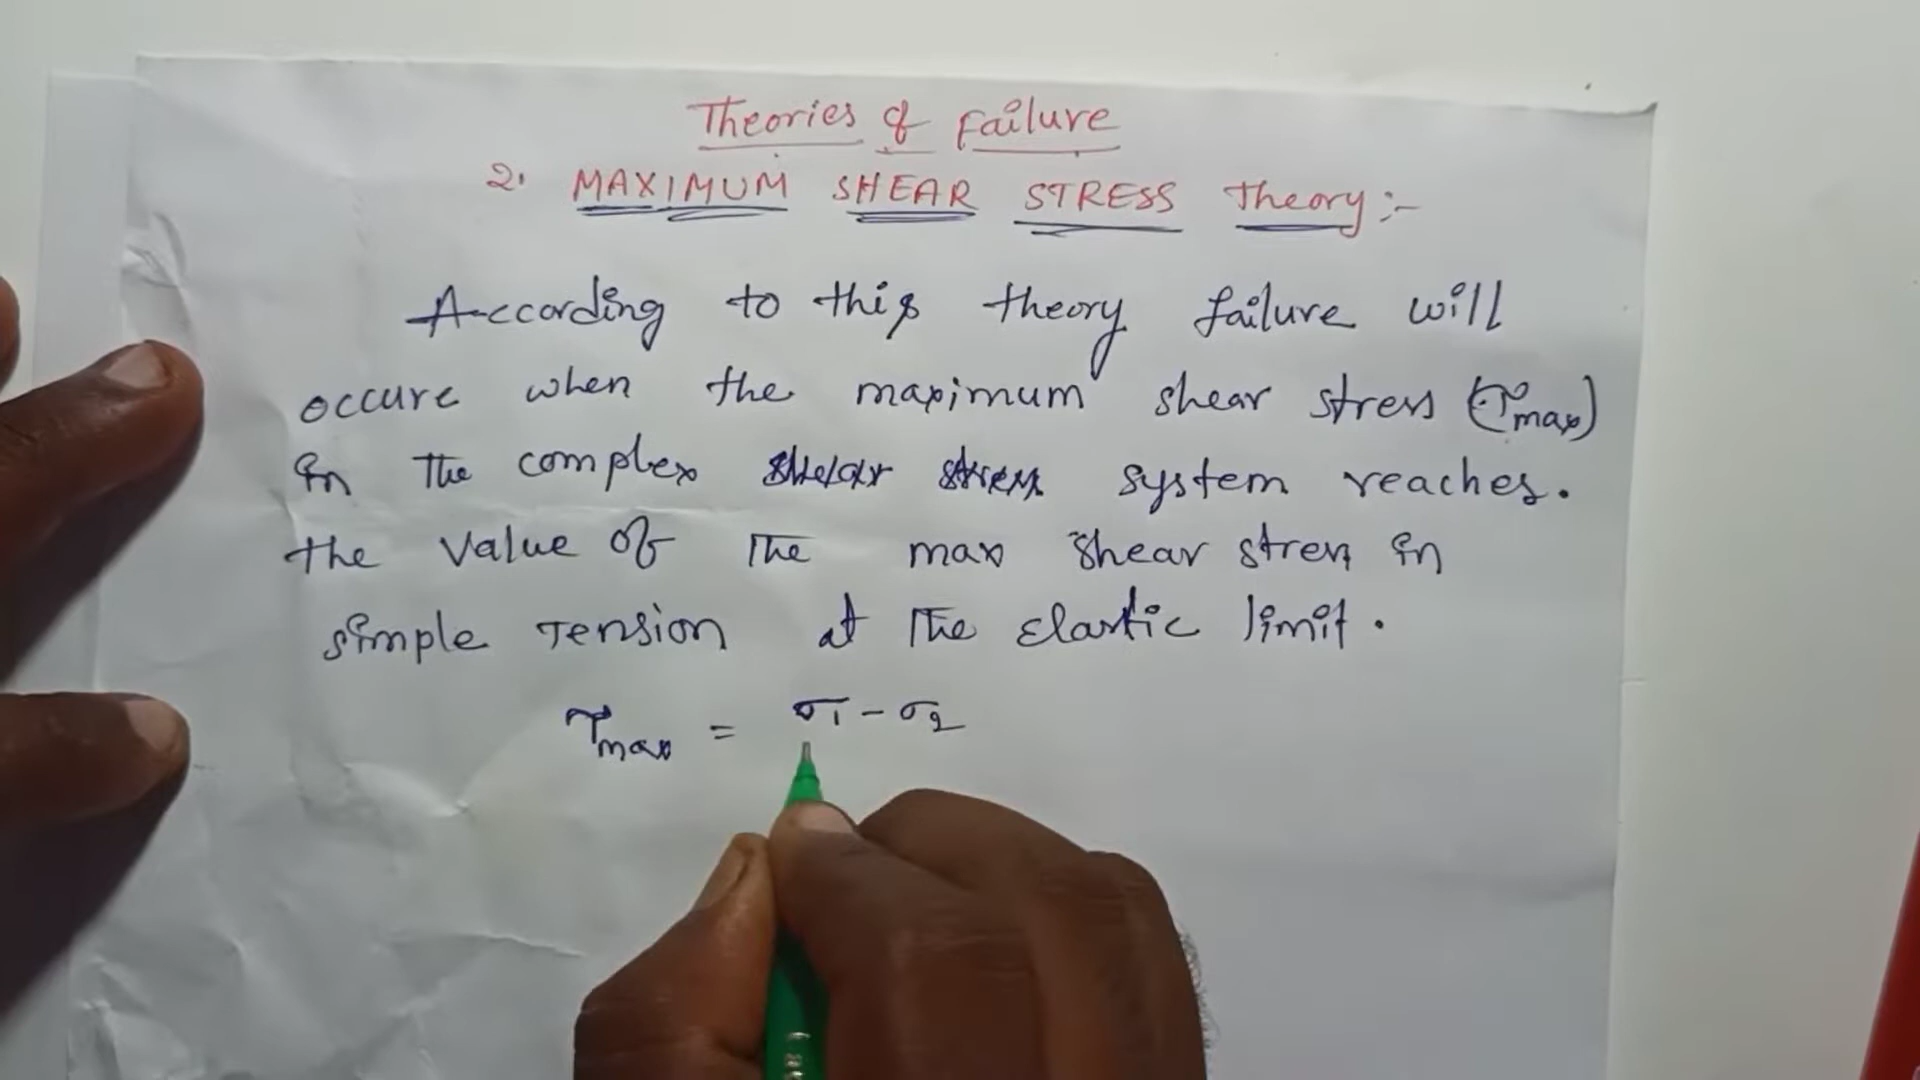 Theories of Failure
2. MAXIMUM SHEAR STRESS Theory:-
According to this theory failure will
occure when the maximum shear stress (τmax)
in the complex shear stress system reaches.
the value of The max shear stress in
simple Tension at The elastic limit.
τmax = σ1 - σ2